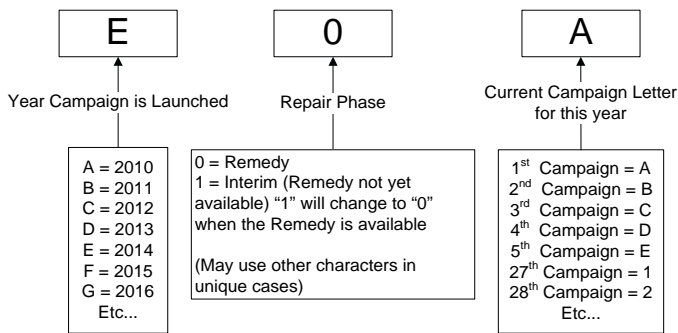 E
0
A
Year Campaign is Launched
Repair Phase
Current Campaign Letter
for this year
A = 2010
B = 2011
C = 2012
D = 2013
E = 2014
F = 2015
G = 2016
Etc...
0 = Remedy
1 = Interim (Remedy not yet
available) “1” will change to “0”
when the Remedy is available
(May use other characters in
unique cases)
1st Campaign = A
2nd Campaign = B
3rd Campaign = C
4th Campaign = D
5th Campaign = E
27th Campaign = 1
28th Campaign = 2
Etc...